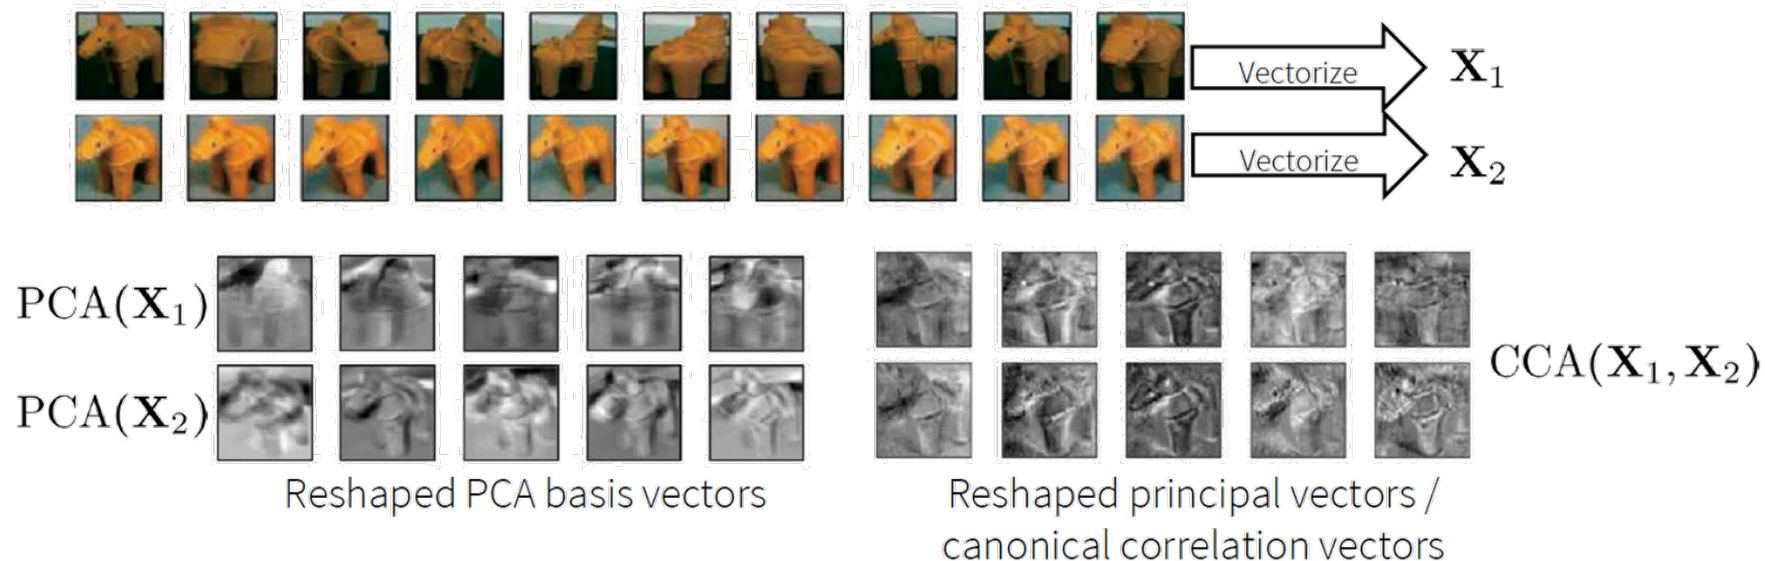 Vectorize X₁
Vectorize X₂
PCA(X₁)
PCA(X₂)
CCA(X₁, X₂)
Reshaped PCA basis vectors
Reshaped principal vectors /
canonical correlation vectors